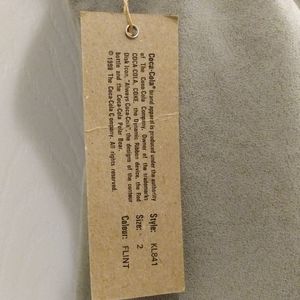 Coca-Cola® brand apparel is produced under the authority
of The Coca-Cola Company. Owner of the trademarks
COCA-COLA, COKE, the Dynamic Ribbon device, the Red
Disk Icon, "Always Coca-Cola", the designs of the contour
bottle and the Coca-Cola Polar Bear.
© 1998 The Coca-Cola Company. All rights reserved.
Style: KL841
Size: 2
Colour: FLINT